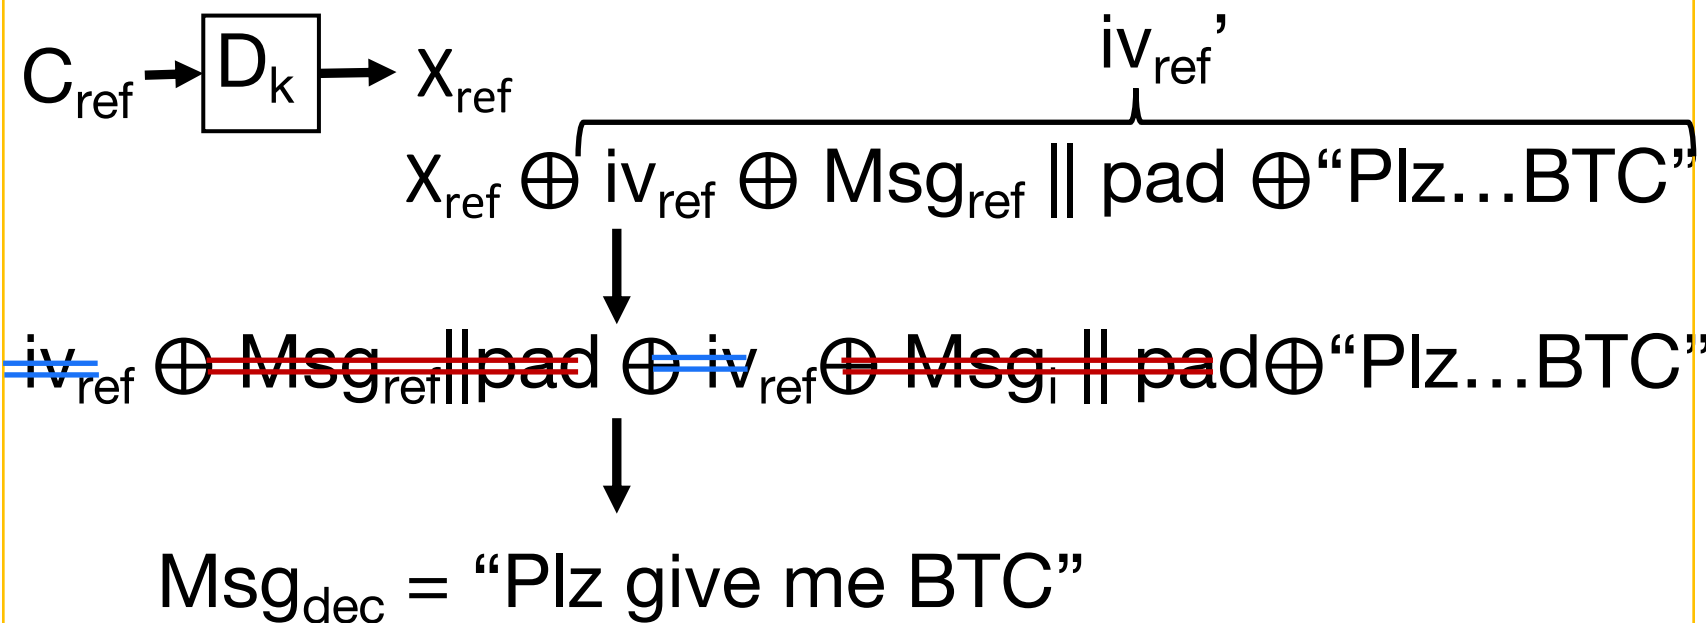 C_ref D_k X_ref
iv_ref’
X_ref ⊕ iv_ref ⊕ Msg_ref || pad ⊕“Plz…BTC”
iv_ref ⊕ Msg_ref||pad ⊕ iv_ref⊕ Msg_i || pad⊕“Plz…BTC”
Msg_dec = “Plz give me BTC”